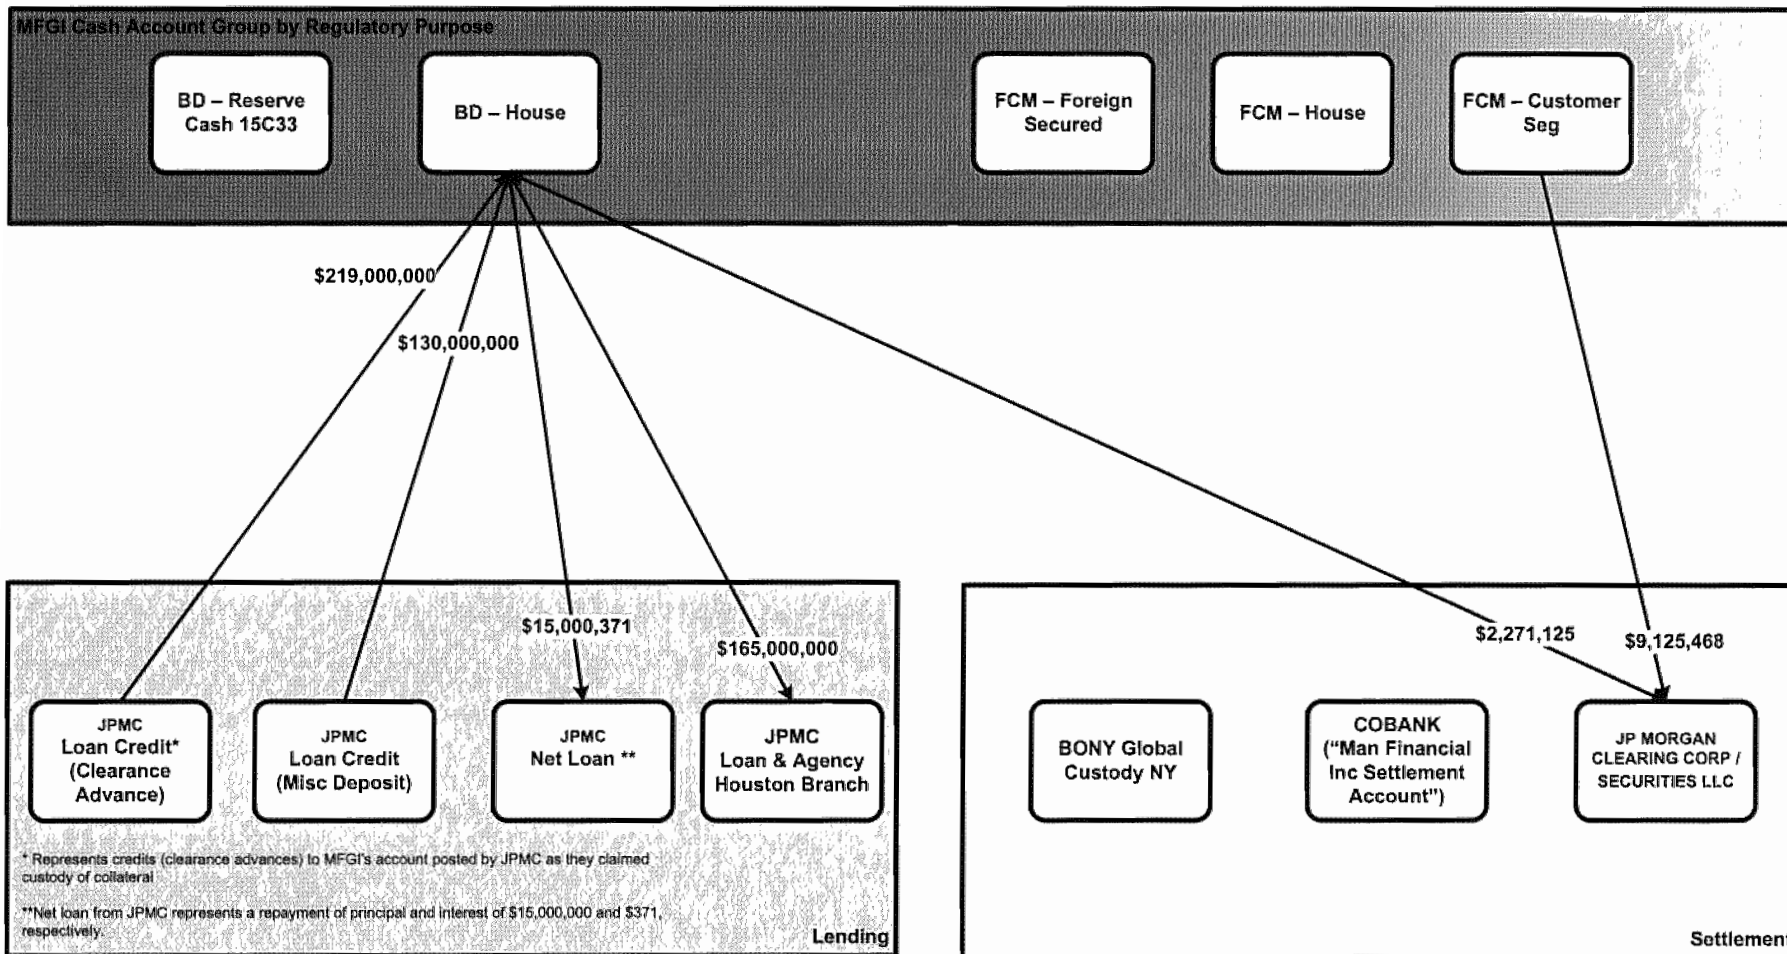 MFGI Cash Account Group by Regulatory Purpose
BD – Reserve
Cash 15C33
BD – House
FCM – Foreign
Secured
FCM – House
FCM – Customer
Seg
$219,000,000
$130,000,000
$15,000,371
$165,000,000
$2,271,125
$9,125,468
JPMC
Loan Credit*
(Clearance
Advance)
JPMC
Loan Credit
(Misc Deposit)
JPMC
Net Loan **
JPMC
Loan & Agency
Houston Branch
BONY Global
Custody NY
COBANK
(“Man Financial
Inc Settlement
Account”)
JP MORGAN
CLEARING CORP /
SECURITIES LLC
* Represents credits (clearance advances) to MFGI's account posted by JPMC as they claimed
custody of collateral
**Net loan from JPMC represents a repayment of principal and interest of $15,000,000 and $371,
respectively.
Lending
Settlement